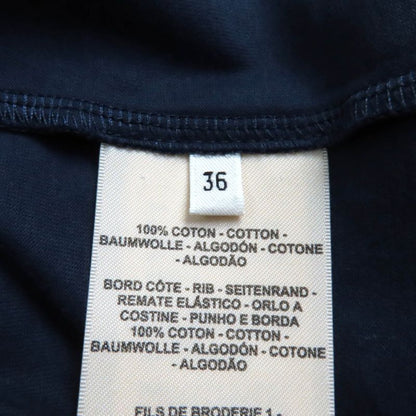 36
100% COTON - COTTON -
BAUMWOLLE - ALGODÓN - COTONE
- ALGODÃO
BORD CÔTE - RIB - SEITENRAND -
REMATE ELÁSTICO - ORLO A
COSTINE - PUNHO E BORDA
100% COTON - COTTON -
BAUMWOLLE - ALGODÓN - COTONE
- ALGODÃO
FILS DE BRODERIE 1 -